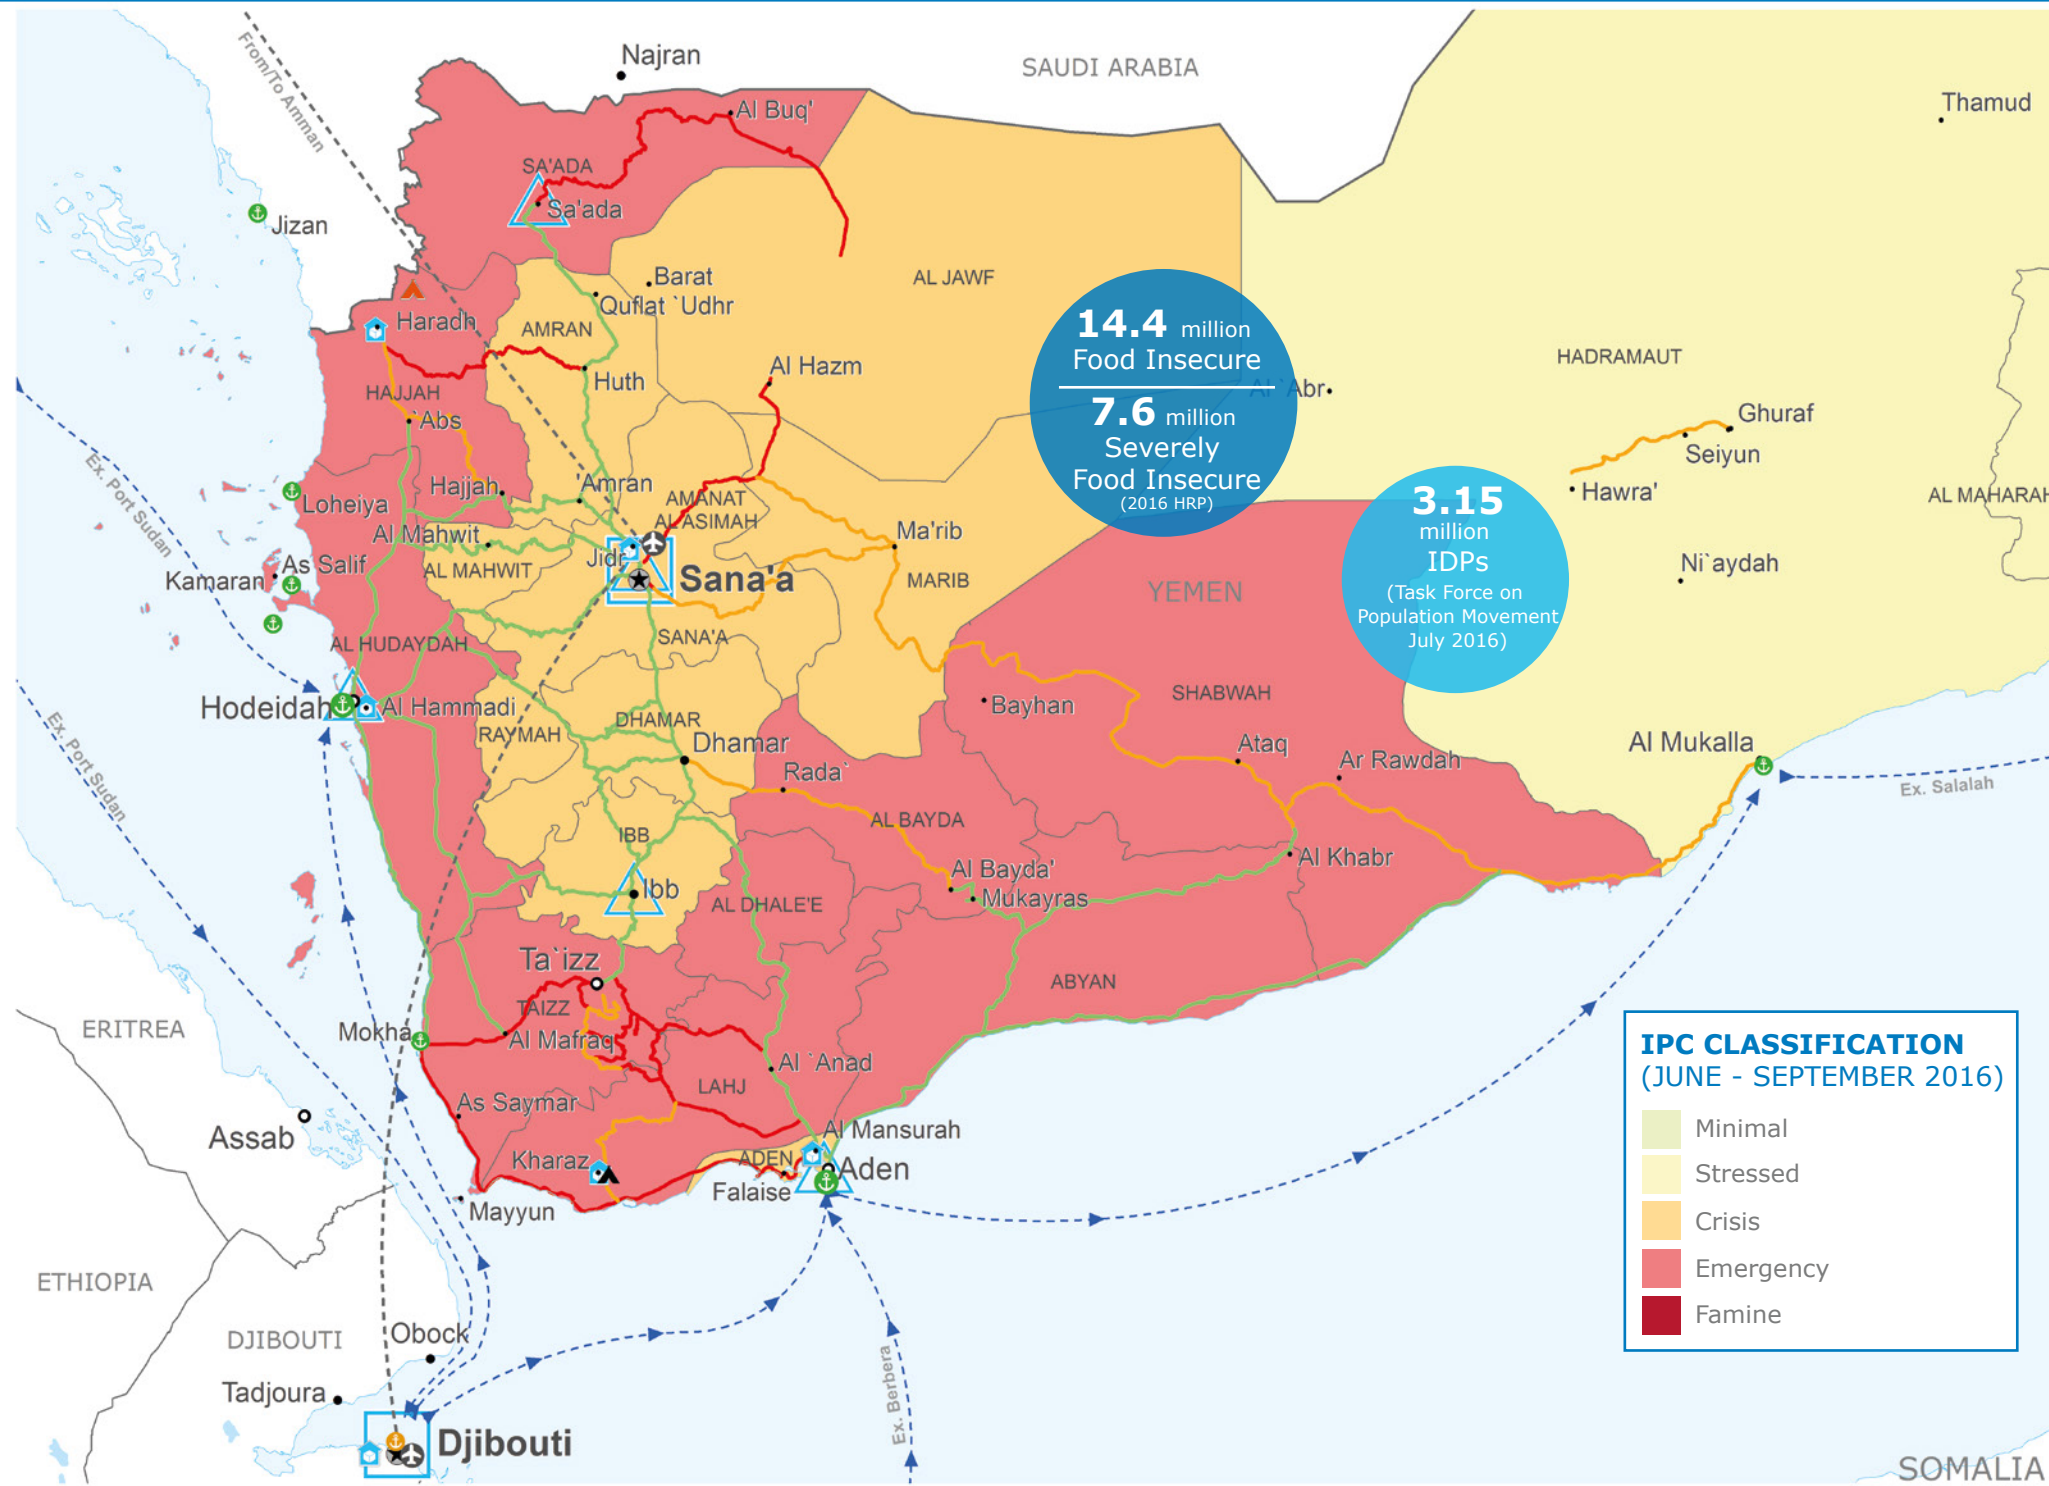 From/To Amman
Najran
SAUDI ARABIA
Thamud
Al Buq'
SA'ADA
Sa'ada
Jizan
Barat
Quflat `Udhr
AL JAWF
Haradh
AMRAN
14.4 million
Food Insecure
7.6 million
Severely
Food Insecure
(2016 HRP)
HADRAMAUT
Al Hazm
Huth
Al `Abr
HAJJAH
`Abs
Ghuraf
Seiyun
Hawra'
AL MAHARAH
Ex. Port Sudan
Loheiya
Hajjah
'Amran
AMANAT
AL ASIMAH
3.15
million
IDPs
(Task Force on
Population Movement
July 2016)
Al Mahwit
Ma'rib
As Salif
Kamaran
AL MAHWIT
Jidr
Sana'a
MARIB
YEMEN
Ni`aydah
AL HUDAYDAH
SANA'A
Hodeidah
Al Hammadi
SHABWAH
Bayhan
Ex. Port Sudan
RAYMAH
DHAMAR
Dhamar
Ataq
Ar Rawdah
Al Mukalla
Ex. Salalah
Rada`
IBB
AL BAYDA
Al Khabr
Al Bayda'
Mukayras
Ibb
AL DHALE'E
Ta`izz
ABYAN
TAIZZ
ERITREA
Mokha
Al Mafraq
Al `Anad
LAHJ
As Saymar
Assab
Al Mansurah
Kharaz
ADEN
Aden
Falaise
Mayyun
ETHIOPIA
DJIBOUTI
Obock
Tadjoura
Djibouti
Ex. Berbera
SOMALIA
IPC CLASSIFICATION
(JUNE - SEPTEMBER 2016)
Minimal
Stressed
Crisis
Emergency
Famine